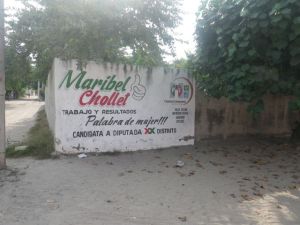 Maribel
Chollet
TRABAJO Y RESULTADOS
Palabra de mujer!!!
CANDIDATA A DIPUTADA XX DISTRITO